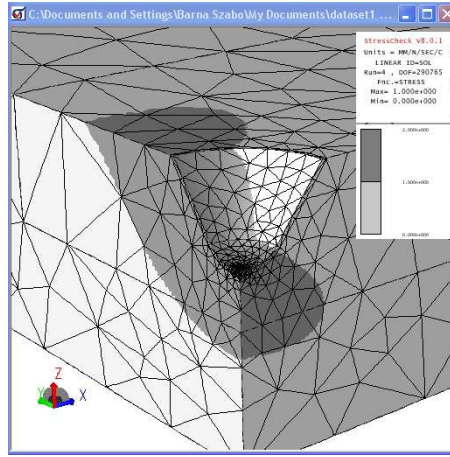 C:\Documents and Settings\Barna Szabo\My Documents\dataset1
StressCheck V8.0.1
Units = MM/N/SEC/C
LINEAR ID=SOL
Run=4 , DOF=290765
Fnc.=STRESS
Max= 1.000e+000
Min= 0.000e+000
2.000e+000
1.000e+000
0.000e+000
Z
Y
X